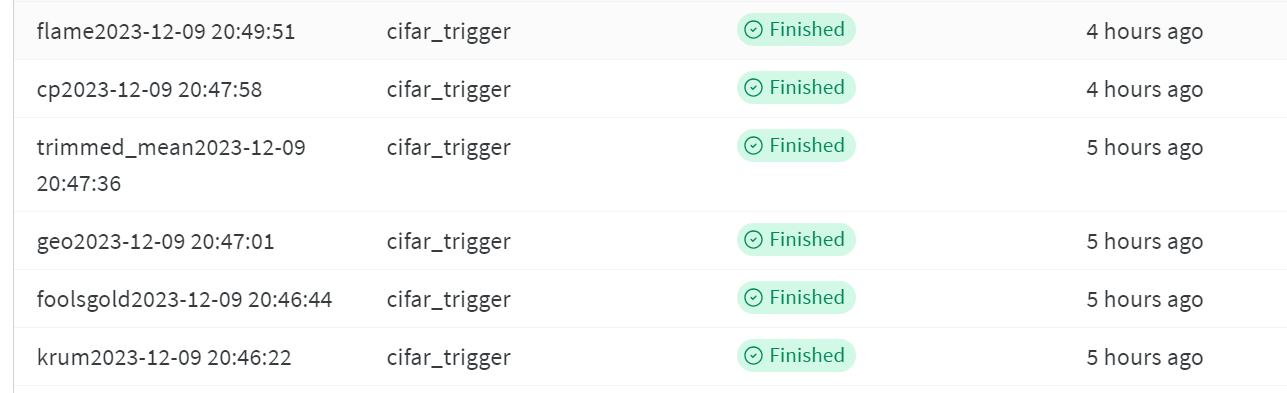 flame2023-12-09 20:49:51 cifar_trigger Finished 4 hours ago
cp2023-12-09 20:47:58 cifar_trigger Finished 4 hours ago
trimmed_mean2023-12-09 cifar_trigger Finished 5 hours ago
20:47:36
geo2023-12-09 20:47:01 cifar_trigger Finished 5 hours ago
foolsgold2023-12-09 20:46:44 cifar_trigger Finished 5 hours ago
krum2023-12-09 20:46:22 cifar_trigger Finished 5 hours ago